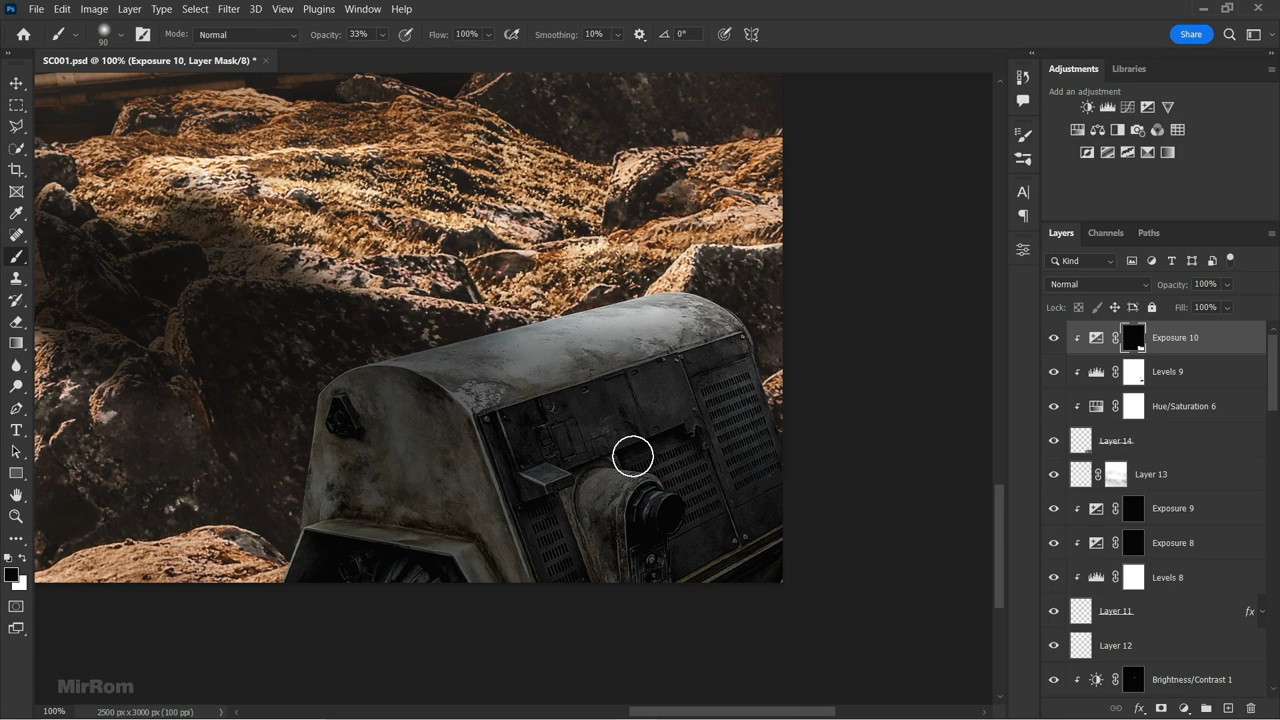 Ps File Edit Image Layer Type Select Filter 3D View Plugins Window Help
90 Mode: Normal Opacity: 33% Flow: 100% Smoothing: 10% 0° Share
SC001.psd @ 100% (Exposure 10, Layer Mask/8) * ×
Adjustments Libraries
Add an adjustment
Layers Channels Paths
Kind
Normal Opacity: 100%
Lock: Fill: 100%
Exposure 10
Levels 9
Hue/Saturation 6
Layer 14
Layer 13
Exposure 9
Exposure 8
Levels 8
Layer 11 fx
Layer 12
Brightness/Contrast 1
MirRom
100% 2500 px x 3000 px (100 ppi)
fx